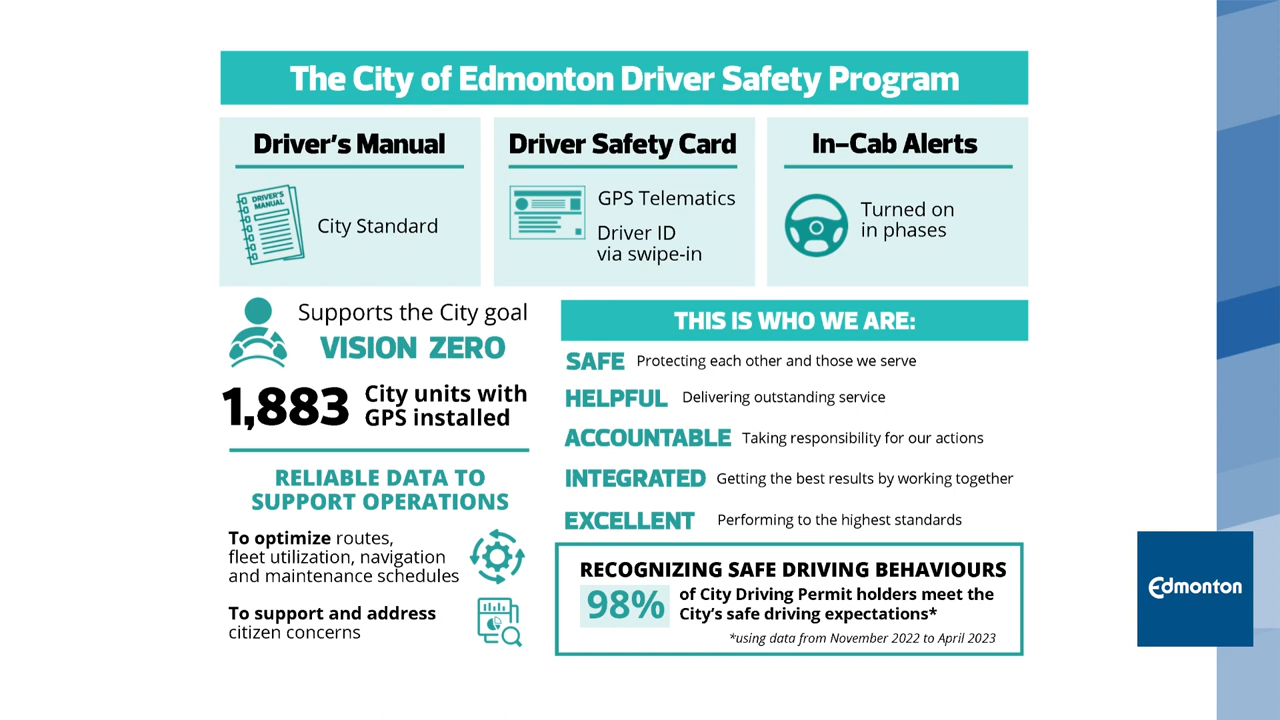 The City of Edmonton Driver Safety Program
Driver's Manual
DRIVER'S
MANUAL
City Standard
Driver Safety Card
GPS Telematics
Driver ID
via swipe-in
In-Cab Alerts
Turned on
in phases
Supports the City goal
VISION ZERO
1,883
City units with
GPS installed
RELIABLE DATA TO
SUPPORT OPERATIONS
To optimize routes,
fleet utilization, navigation
and maintenance schedules
To support and address
citizen concerns
THIS IS WHO WE ARE:
SAFE Protecting each other and those we serve
HELPFUL Delivering outstanding service
ACCOUNTABLE Taking responsibility for our actions
INTEGRATED Getting the best results by working together
EXCELLENT Performing to the highest standards
RECOGNIZING SAFE DRIVING BEHAVIOURS
98%
of City Driving Permit holders meet the
City's safe driving expectations*
*using data from November 2022 to April 2023
Edmonton